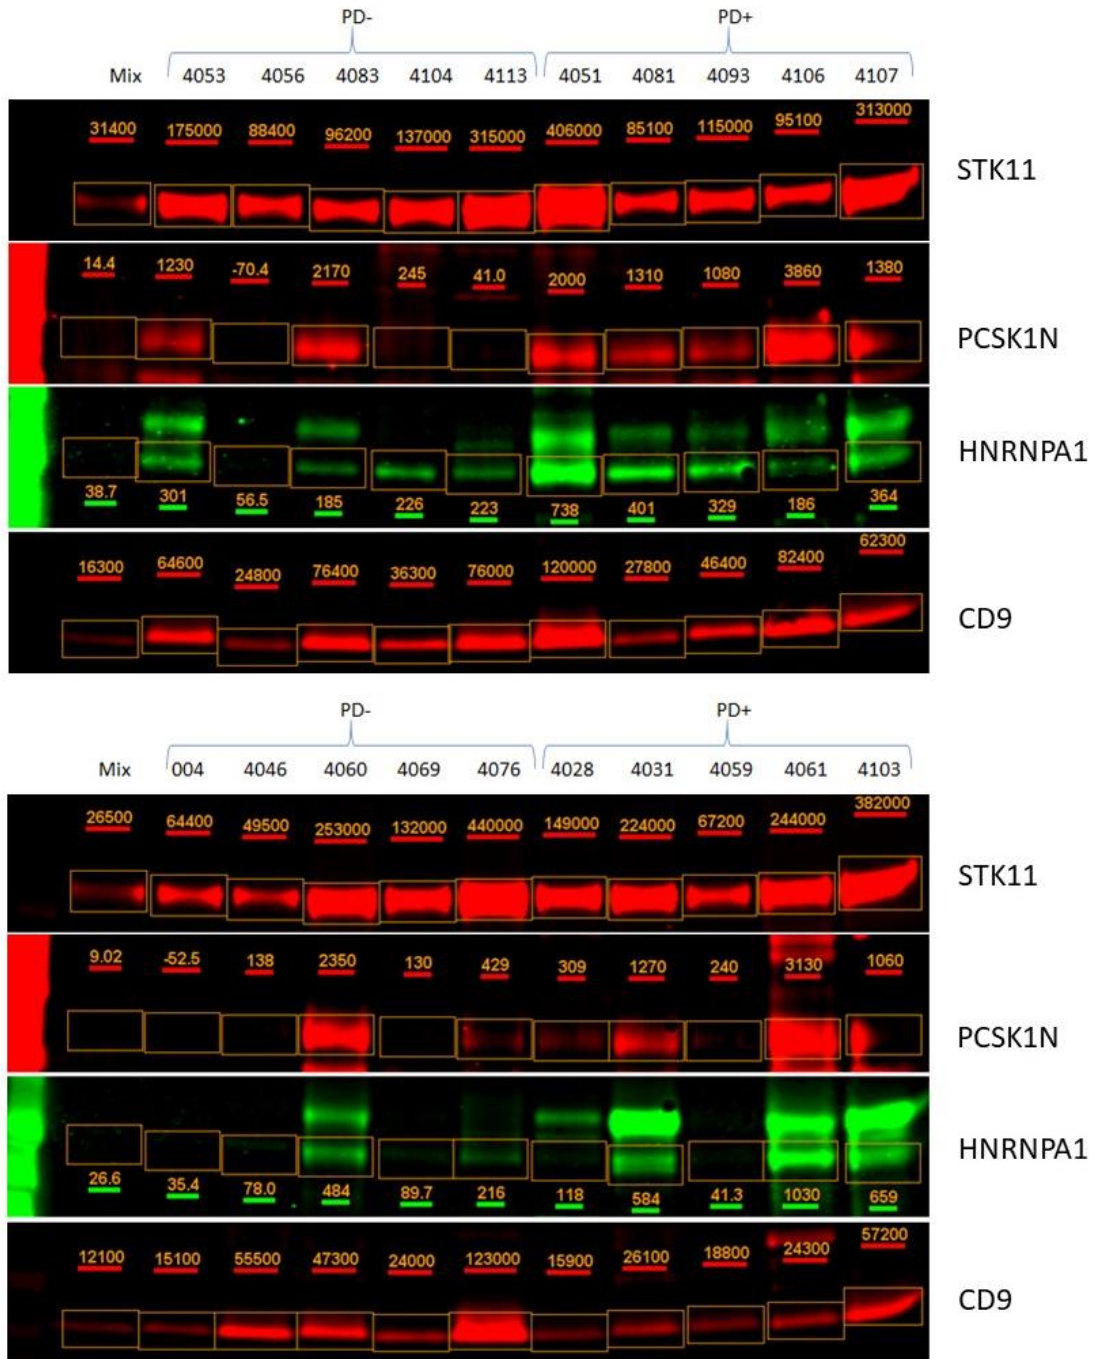 PD- PD+
Mix 4053 4056 4083 4104 4113 4051 4081 4093 4106 4107
31400 175000 88400 96200 137000 315000 406000 85100 115000 95100 313000
STK11
14.4 1230 -70.4 2170 245 41.0 2000 1310 1080 3860 1380
PCSK1N
HNRNPA1
38.7 301 56.5 185 226 223 738 401 329 186 364
16300 64600 24800 76400 36300 76000 120000 27800 46400 82400 62300
CD9
PD- PD+
Mix 004 4046 4060 4069 4076 4028 4031 4059 4061 4103
26500 64400 49500 253000 132000 440000 149000 224000 67200 244000 382000
STK11
9.02 -52.5 138 2350 130 429 309 1270 240 3130 1060
PCSK1N
HNRNPA1
26.6 35.4 78.0 484 89.7 216 118 584 41.3 1030 659
12100 15100 55500 47300 24000 123000 15900 26100 18800 24300 57200
CD9